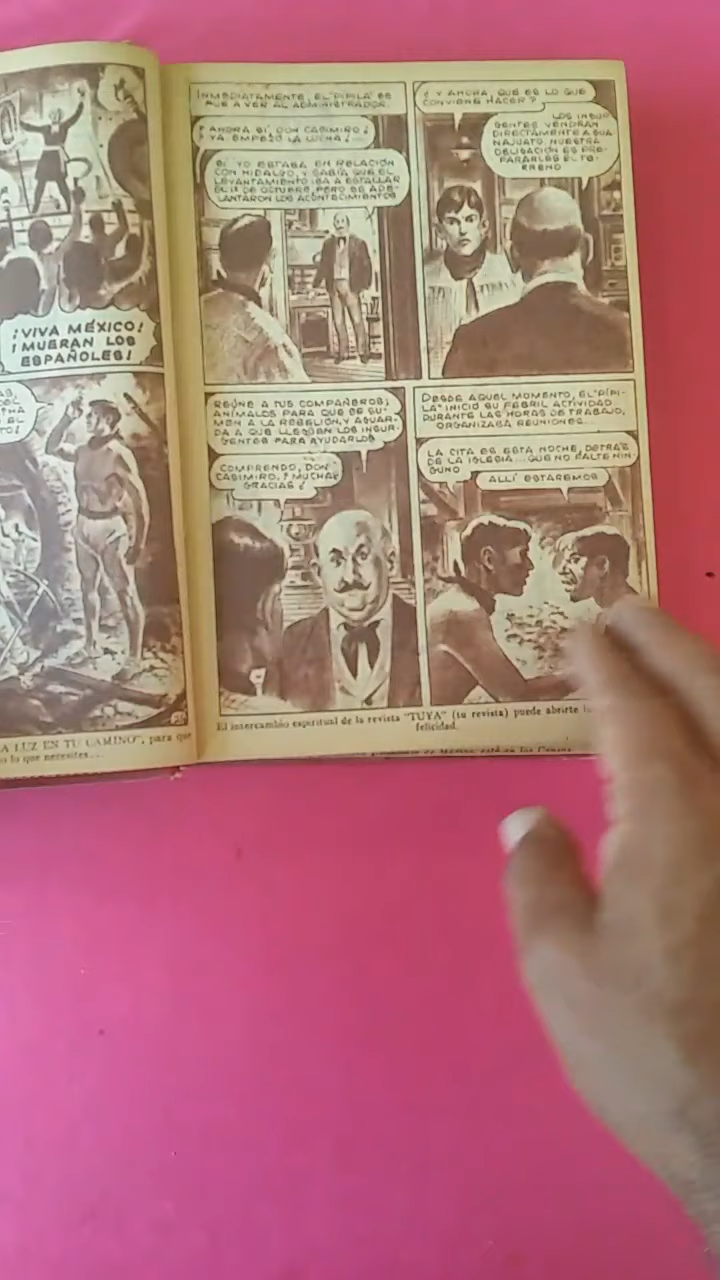 ¡VIVA MÉXICO!
¡MUERAN LOS
ESPAÑOLES!
A LUZ EN TU CAMINO", para que
lo que necesites...
INMEDIATAMENTE, EL "PÍPILA" SE
FUE A VER AL ADMINISTRADOR.
¡ AHORA SÍ, DON CASIMIRO !
¡ YA EMPEZÓ LA LUCHA !...
SÍ, YO ESTABA EN RELACIÓN
CON HIDALGO, Y SABÍA QUE EL
LEVANTAMIENTO IBA A ESTALLAR
EL 1º DE OCTUBRE, PERO SE ADE-
LANTARON LOS ACONTECIMIENTOS
¿ Y AHORA, QUÉ ES LO QUE
CONVIENE HACER ?
LOS INSUR
GENTES VENDRÁN
DIRECTAMENTE A GUA
NAJUATO. NUESTRA
OBLIGACIÓN ES PRE-
PARARLES EL TE-
RRENO
REÚNE A TUS COMPAÑEROS;
ANÍMALOS PARA QUE SE SU-
MEN A LA REBELIÓN, Y AGUAR-
DA A QUE LLEGUEN LOS INSUR-
GENTES PARA AYUDARLOS
COMPRENDO, DON
CASIMIRO. ¡ MUCHAS
GRACIAS !
DESDE AQUEL MOMENTO, EL "PÍPI-
LA" INICIÓ SU FEBRIL ACTIVIDAD.
DURANTE LAS HORAS DE TRABAJO,
ORGANIZABA REUNIONES...
LA CITA ES ESTA NOCHE, DETRÁS
DE LA IGLESIA... QUE NO FALTE NIN-
GUNO
ALLÍ ESTAREMOS
El intercambio espiritual de la revista "TUYA" (tu revista) puede abrirte
felicidad.